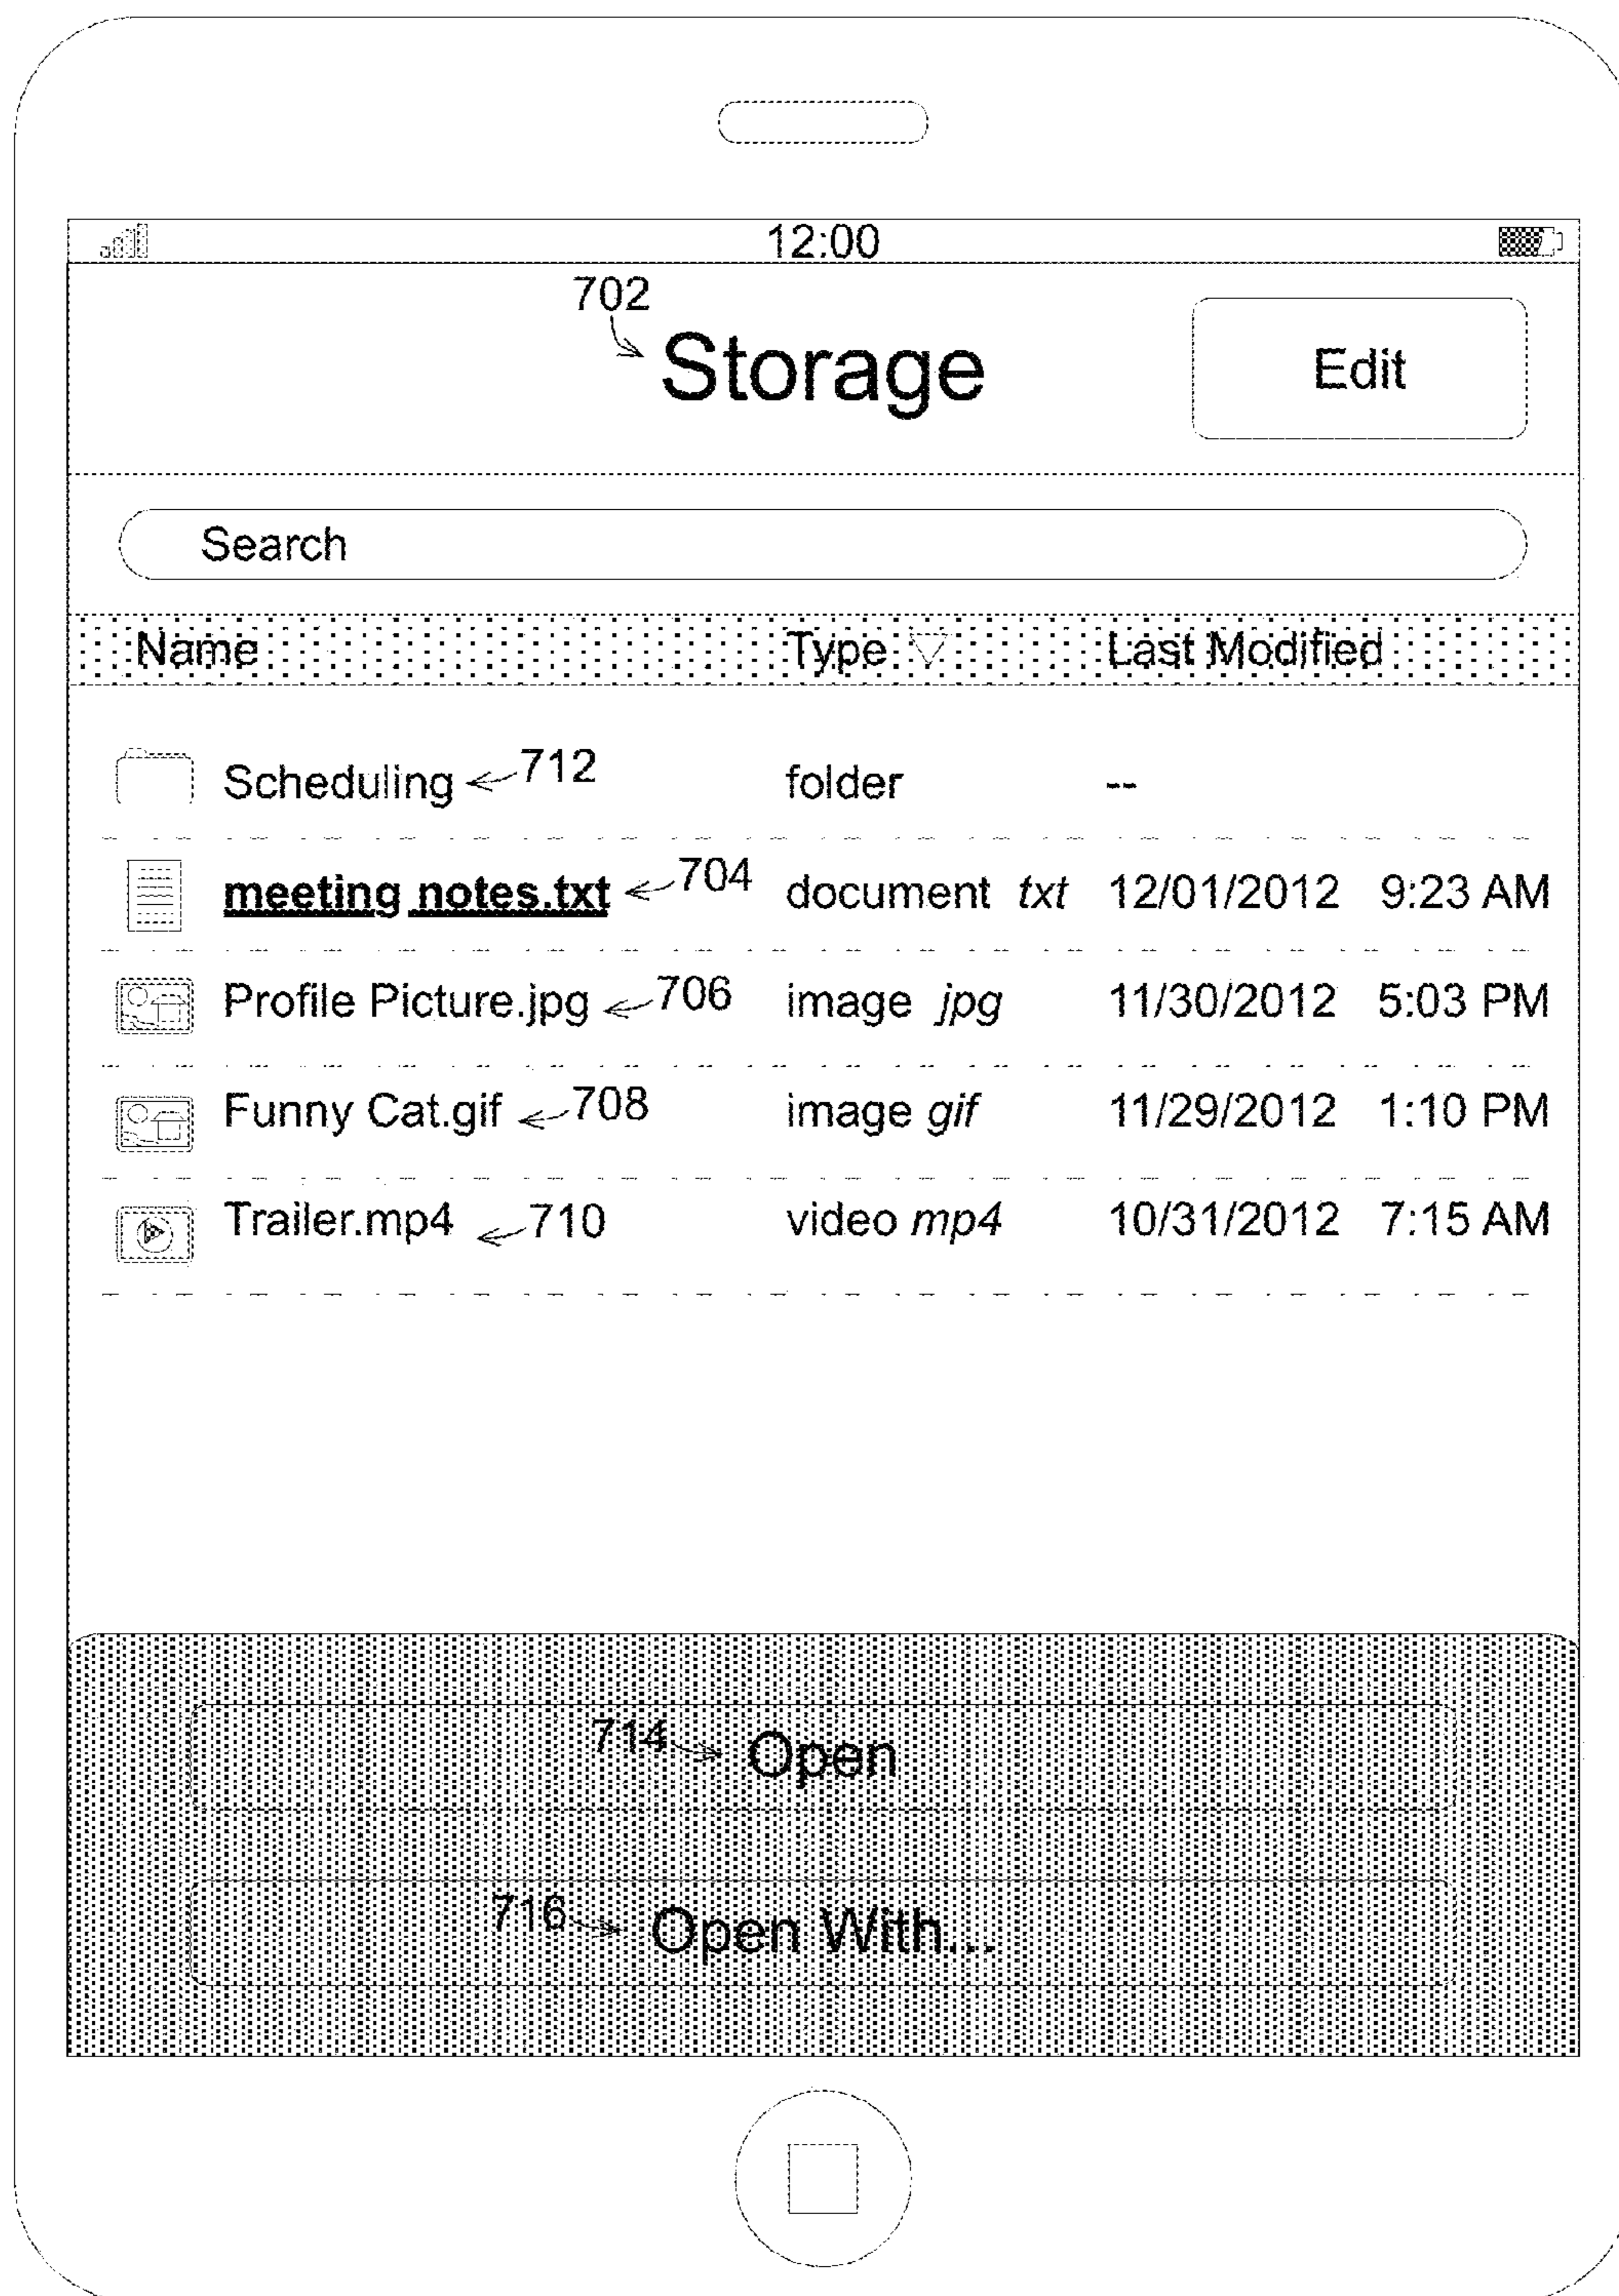 12:00
702
Storage
Edit
Search
Name Type Last Modified
Scheduling 712 folder --
meeting notes.txt 704 document txt 12/01/2012 9:23 AM
Profile Picture.jpg 706 image jpg 11/30/2012 5:03 PM
Funny Cat.gif 708 image gif 11/29/2012 1:10 PM
Trailer.mp4 710 video mp4 10/31/2012 7:15 AM
714 Open
716 Open With...